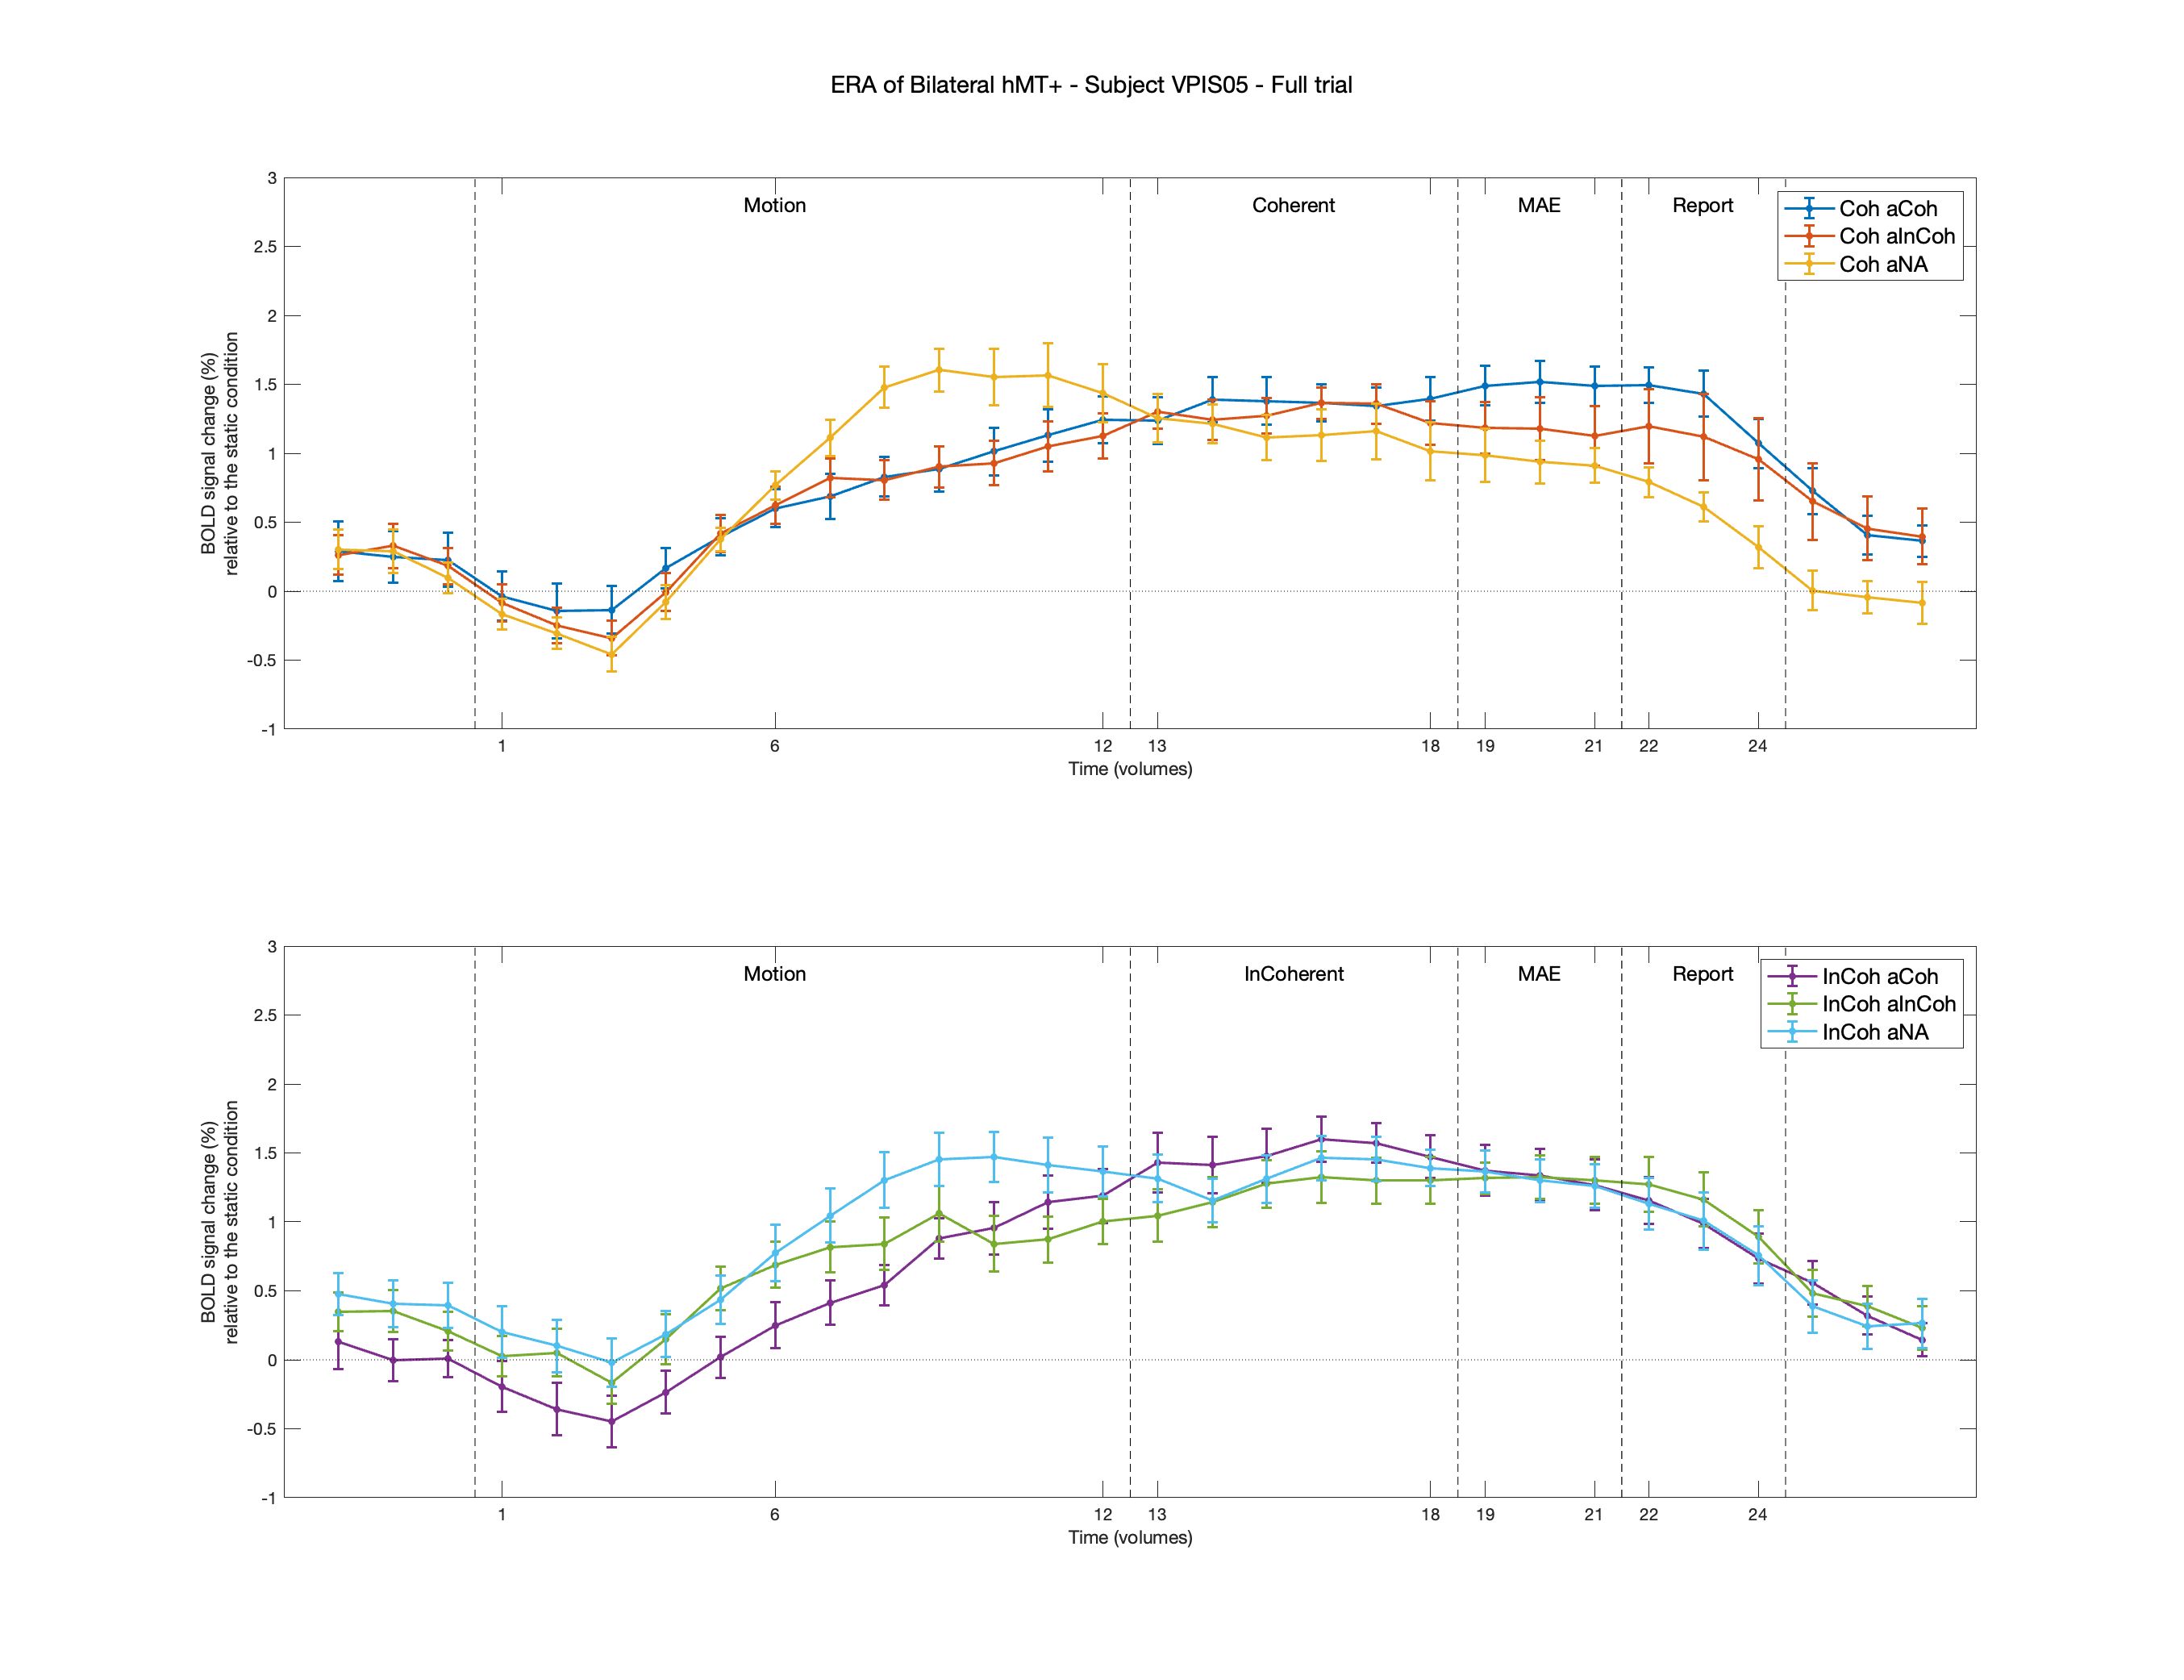 ERA of Bilateral hMT+ - Subject VPIS05 - Full trial
Motion
Coherent
MAE
Report
Coh aCoh
Coh aInCoh
Coh aNA
3
2.5
2
1.5
1
0.5
0
-0.5
-1
BOLD signal change (%)
relative to the static condition
1 6 12 13 18 19 21 22 24
Time (volumes)
Motion
InCoherent
MAE
Report
InCoh aCoh
InCoh aInCoh
InCoh aNA
3
2.5
2
1.5
1
0.5
0
-0.5
-1
BOLD signal change (%)
relative to the static condition
1 6 12 13 18 19 21 22 24
Time (volumes)